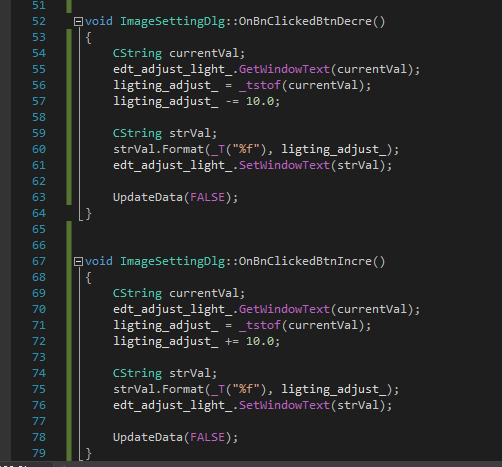 51
52 void ImageSettingDlg::OnBnClickedBtnDecre()
53 {
54 CString currentVal;
55 edt_adjust_light_.GetWindowText(currentVal);
56 ligting_adjust_ = _tstof(currentVal);
57 ligting_adjust_ -= 10.0;
58
59 CString strVal;
60 strVal.Format(_T("%f"), ligting_adjust_);
61 edt_adjust_light_.SetWindowText(strVal);
62
63 UpdateData(FALSE);
64 }
65
66
67 void ImageSettingDlg::OnBnClickedBtnIncre()
68 {
69 CString currentVal;
70 edt_adjust_light_.GetWindowText(currentVal);
71 ligting_adjust_ = _tstof(currentVal);
72 ligting_adjust_ += 10.0;
73
74 CString strVal;
75 strVal.Format(_T("%f"), ligting_adjust_);
76 edt_adjust_light_.SetWindowText(strVal);
77
78 UpdateData(FALSE);
79 }